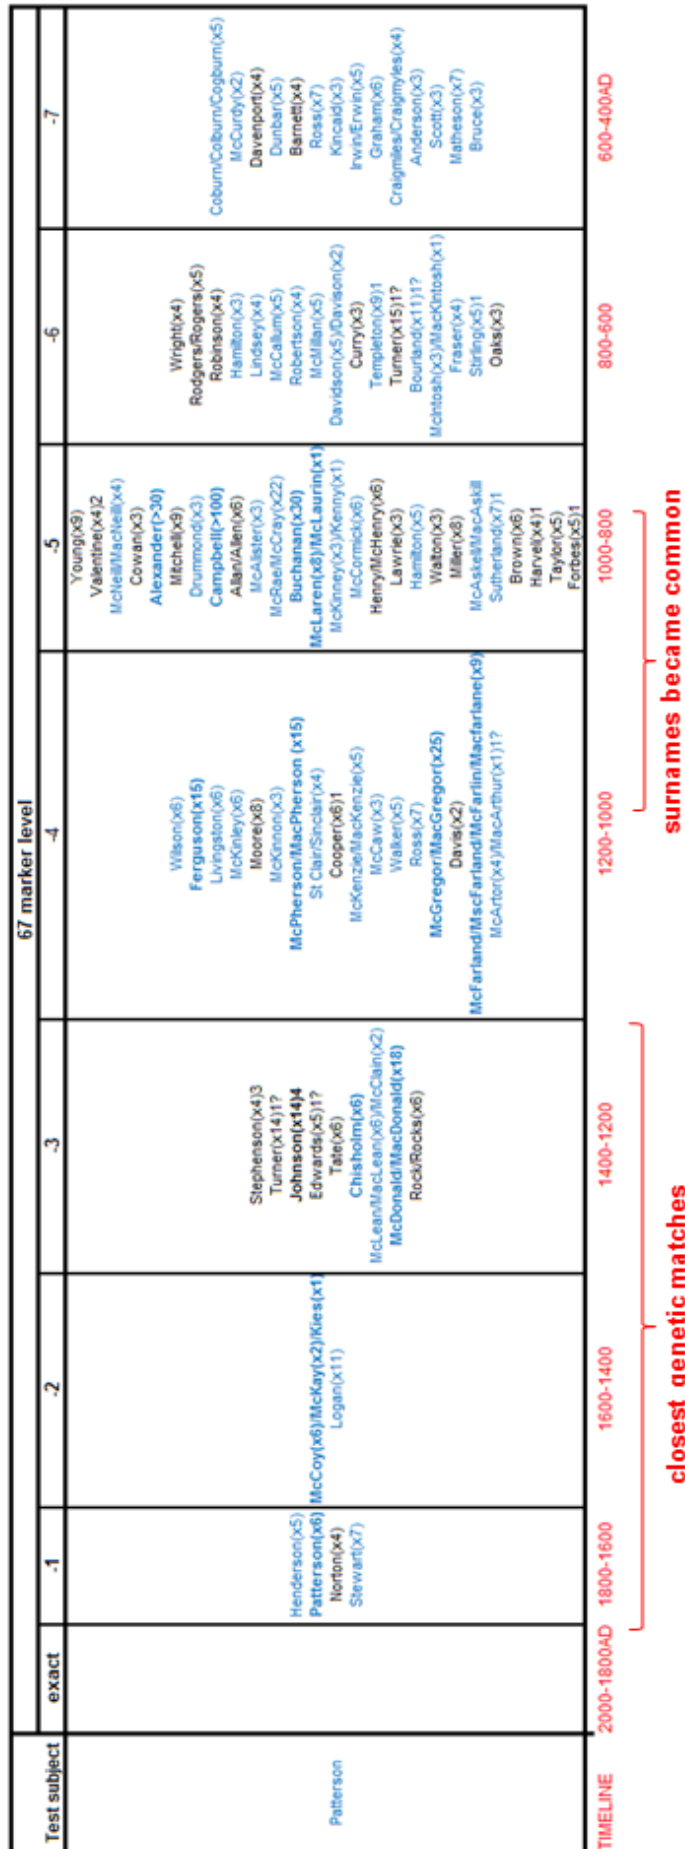 67 marker level
Test subject
exact
-1
-2
-3
-4
-5
-6
-7
Patterson
Henderson(x5)
Patterson(x6)
Norton(x4)
Stewart(x7)
McCoy(x6)/McKay(x2)/Kies(x1)
Logan(x11)
Stephenson(x4)3
Turner(x14)1?
Johnson(x14)4
Edwards(x5)1?
Tate(x6)
Chisholm(x6)
McLean/MacLean(x6)/McClain(x2)
McDonald/MacDonald(x18)
Rock/Rocks(x6)
Wilson(x6)
Ferguson(x15)
Livingston(x6)
McKinley(x6)
Moore(x8)
McKinnon(x3)
McPherson/MacPherson (x15)
St Clair/Sinclair(x4)
Cooper(x6)1
McKenzie/MacKenzie(x5)
McCaw(x3)
Walker(x5)
Ross(x7)
McGregor/MacGregor(x25)
Davis(x2)
McFarland/MscFarland/McFarlin/Macfarlane(x9)
McArtor(x4)/MacArthur(x1)1?
Young(x9)
Valentine(x4)2
McNeil/MacNeill(x4)
Cowan(x3)
Alexander(>30)
Mitchell(x9)
Drummond(x3)
Campbell(>100)
Allan/Allen(x6)
McAlister(x3)
McRae/McCray(x22)
Buchanan(x30)
McLaren(x8)/McLaurin(x1)
McKinney(x3)/Kenny(x1)
McCormick(x6)
Henry/McHenry(x6)
Lawrie(x3)
Hamilton(x5)
Walton(x3)
Miller(x8)
McAskell/MacAskill
Sutherland(x7)1
Brown(x6)
Harvel(x4)1
Taylor(x5)
Forbes(x5)1
Wright(x4)
Rodgers/Rogers(x5)
Robinson(x4)
Hamilton(x3)
Lindsey(x4)
McCallum(x5)
Robertson(x4)
McMillan(x5)
Davidson(x5)/Davison(x2)
Curry(x3)
Templeton(x9)1
Turner(x15)1?
Bourland(x11)1?
McIntosh(x3)/MacKintosh(x1)
Fraser(x4)
Stirling(x5)1
Oaks(x3)
Coburn/Colburn/Cogburn(x5)
McCurdy(x2)
Davenport(x4)
Dunbar(x5)
Barnett(x4)
Ross(x7)
Kincaid(x3)
Irwin/Erwin(x5)
Graham(x6)
Craigmiles/Craigmyles(x4)
Anderson(x3)
Scott(x3)
Matheson(x7)
Bruce(x3)
TIMELINE
2000-1800AD
1800-1600
1600-1400
1400-1200
1200-1000
1000-800
800-600
600-400AD
closest genetic matches
surnames became common